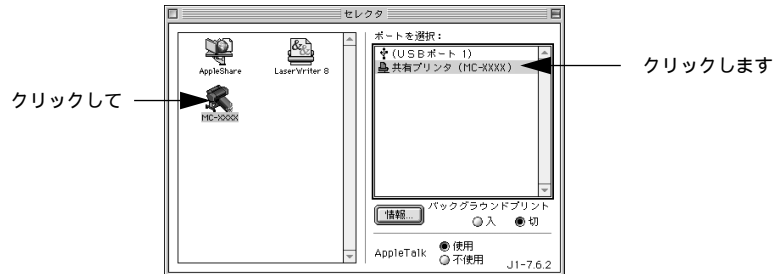 セレクタ
AppleShare
LaserWriter 8
MC-XXXX
クリックして
ポートを選択：
(USBポート 1)
共有プリンタ (MC-XXXX)
クリックします
情報...
バックグラウンドプリント
入 切
AppleTalk
使用
不使用
J1-7.6.2